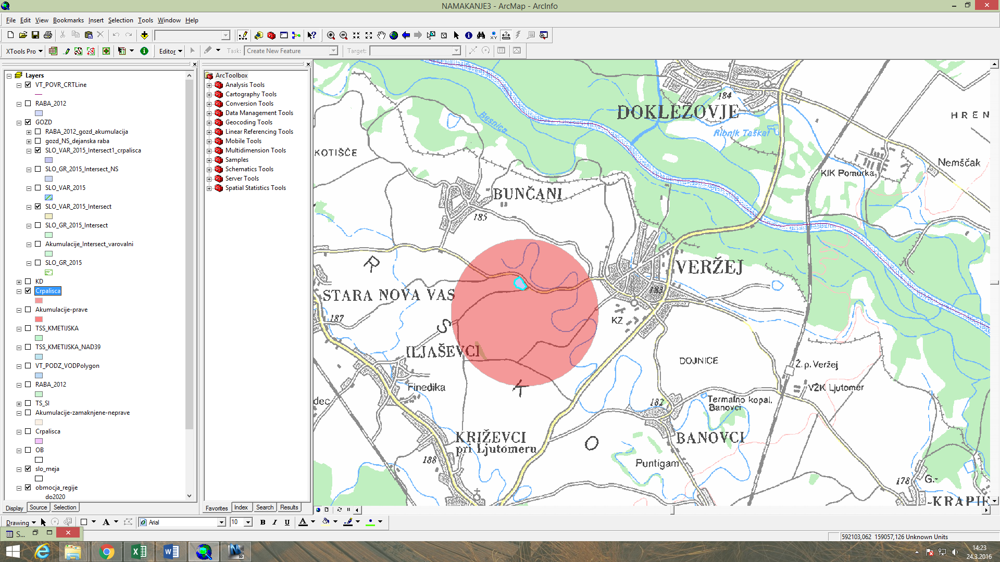 NAMAKANJE3 - ArcMap - ArcInfo
File Edit View Bookmarks Insert Selection Tools Window Help
XTools Pro Editor Task: Create New Feature Target:
Layers
VT_POVR_CRTLine
RABA_2012
GOZD
RABA_2012_gozd_akumulacija
gozd_NS_dejanska raba
SLO_VAR_2015_Intersect1_crpalisca
SLO_GR_2015_Intersect_NS
SLO_VAR_2015
SLO_VAR_2015_Intersect
SLO_GR_2015_Intersect
Akumulacije_Intersect_varovalni
SLO_GR_2015
KD
Crpalisca
Akumulacije-prave
TSS_KMETIJSKA
TSS_KMETIJSKA_NAD39
VT_PODZ_VODPolygon
RABA_2012
TS_SI
Akumulacije-zamaknjene-neprave
Crpalisca
OB
slo_meja
obmocja_regije
do2020
Display Source Selection
ArcToolbox
Analysis Tools
Cartography Tools
Conversion Tools
Data Management Tools
Geocoding Tools
Linear Referencing Tools
Mobile Tools
Multidimension Tools
Samples
Schematics Tools
Server Tools
Spatial Statistics Tools
Favorites Index Search Results
184
DOKLEŽOVJE
HREN
Besnica
Ribnik Taškal
KOTIŠČE
Nemščak
KIK Pomurka
BUNČANI
185
R
VERŽEJ
183
STARA NOVA VAS
187
KZ
S
ILJAŠEVCI
DOJNICE
Ž.p. Veržej
Finedika
K
VŽK Ljutomer
dec
182
Termalno kopal.
Banovci
KRIŽEVCI
pri Ljutomeru
O
BANOVCI
188
Puntigam
178
G.-
-KRAPJE
Drawing A Arial 10 B I U A
S...
592103,062 159057,126 Unknown Units
14:23
24.3.2016